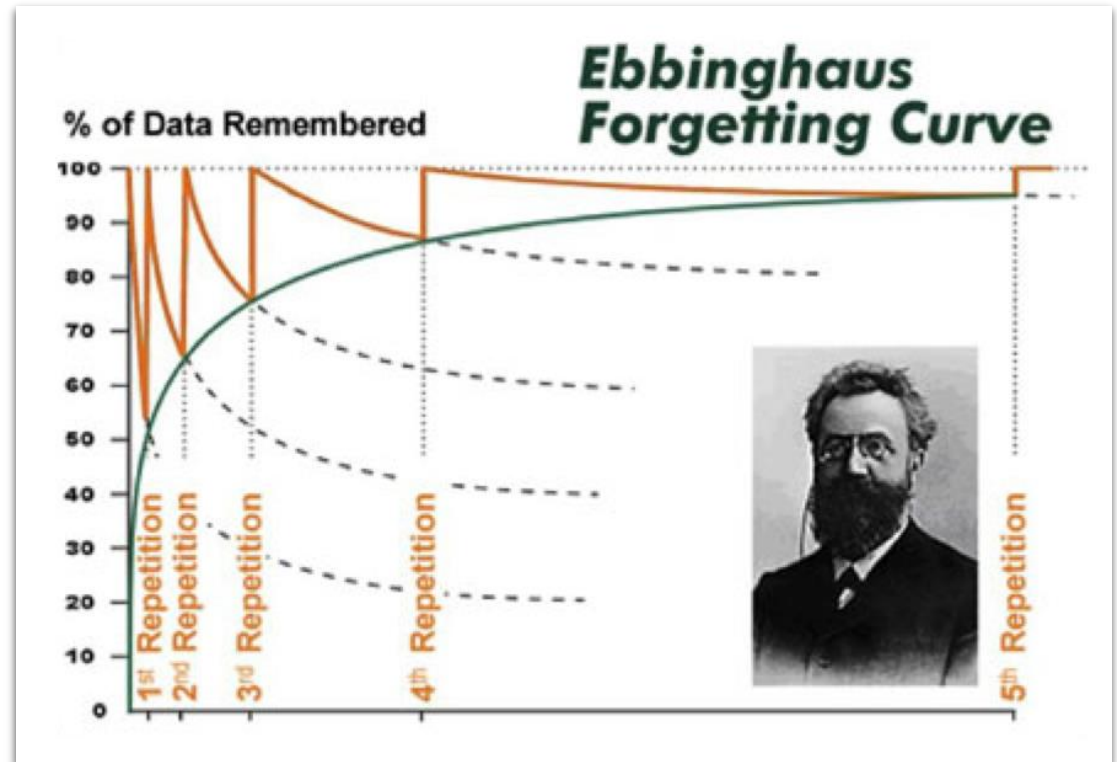 Ebbinghaus
Forgetting Curve
% of Data Remembered
100
90
80
70
60
50
40
30
20
10
0
1st Repetition
2nd Repetition
3rd Repetition
4th Repetition
5th Repetition